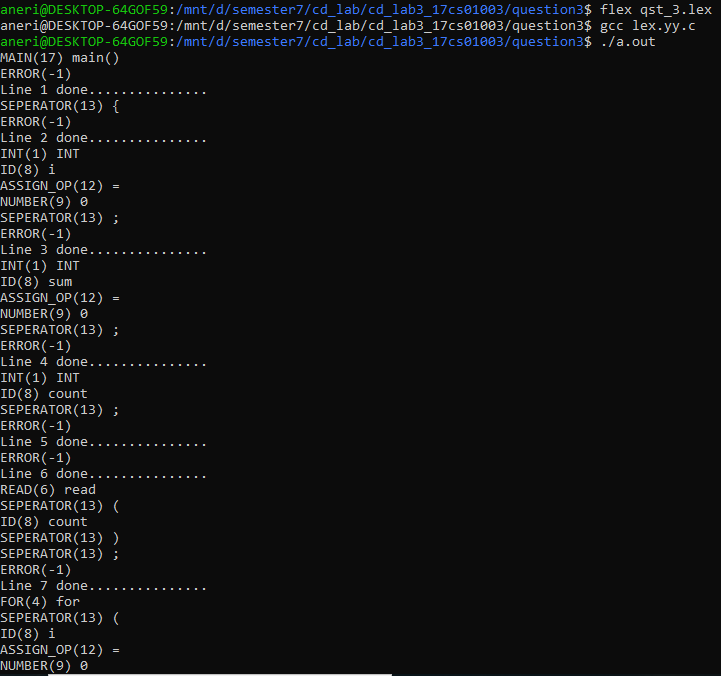 aneri@DESKTOP-64GOF59:/mnt/d/semester7/cd_lab/cd_lab3_17cs01003/question3$ flex qst_3.lex
aneri@DESKTOP-64GOF59:/mnt/d/semester7/cd_lab/cd_lab3_17cs01003/question3$ gcc lex.yy.c
aneri@DESKTOP-64GOF59:/mnt/d/semester7/cd_lab/cd_lab3_17cs01003/question3$ ./a.out
MAIN(17) main()
ERROR(-1)
Line 1 done...............
SEPERATOR(13) {
ERROR(-1)
Line 2 done...............
INT(1) INT
ID(8) i
ASSIGN_OP(12) =
NUMBER(9) 0
SEPERATOR(13) ;
ERROR(-1)
Line 3 done...............
INT(1) INT
ID(8) sum
ASSIGN_OP(12) =
NUMBER(9) 0
SEPERATOR(13) ;
ERROR(-1)
Line 4 done...............
INT(1) INT
ID(8) count
SEPERATOR(13) ;
ERROR(-1)
Line 5 done...............
ERROR(-1)
Line 6 done...............
READ(6) read
SEPERATOR(13) (
ID(8) count
SEPERATOR(13) )
SEPERATOR(13) ;
ERROR(-1)
Line 7 done...............
FOR(4) for
SEPERATOR(13) (
ID(8) i
ASSIGN_OP(12) =
NUMBER(9) 0